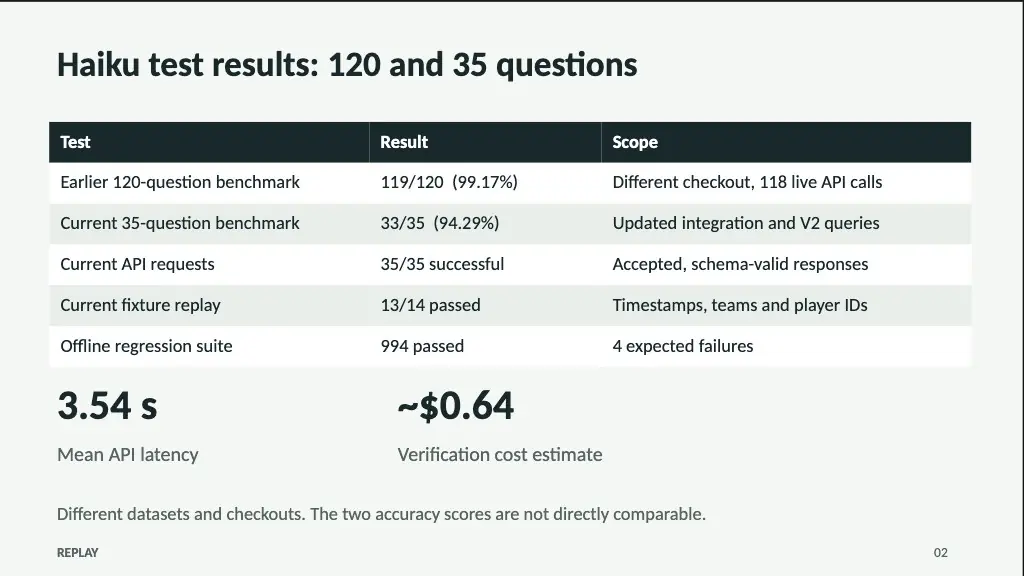 Haiku test results: 120 and 35 questions
Test Result Scope
Earlier 120-question benchmark 119/120 (99.17%) Different checkout, 118 live API calls
Current 35-question benchmark 33/35 (94.29%) Updated integration and V2 queries
Current API requests 35/35 successful Accepted, schema-valid responses
Current fixture replay 13/14 passed Timestamps, teams and player IDs
Offline regression suite 994 passed 4 expected failures
3.54 s ~$0.64
Mean API latency Verification cost estimate
Different datasets and checkouts. The two accuracy scores are not directly comparable.
REPLAY 02